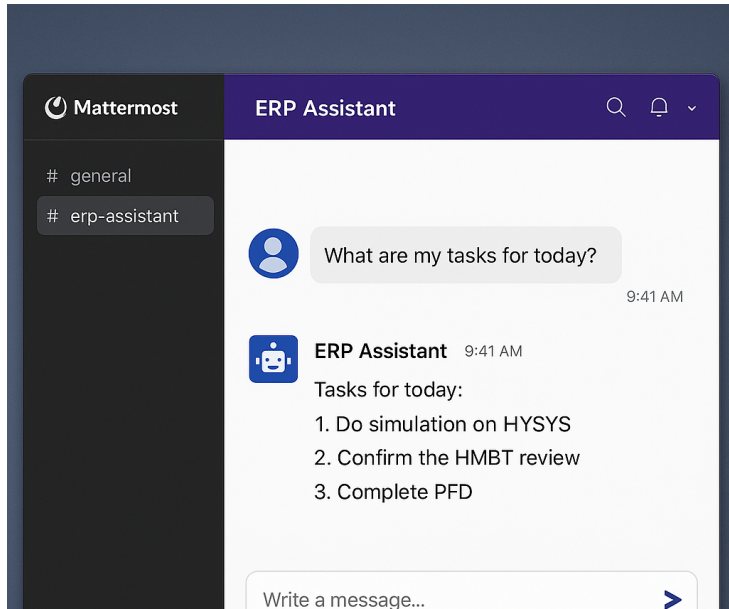 Mattermost
ERP Assistant
# general
# erp-assistant
What are my tasks for today?
9:41 AM
ERP Assistant 9:41 AM
Tasks for today:
1. Do simulation on HYSYS
2. Confirm the HMBT review
3. Complete PFD
Write a message...